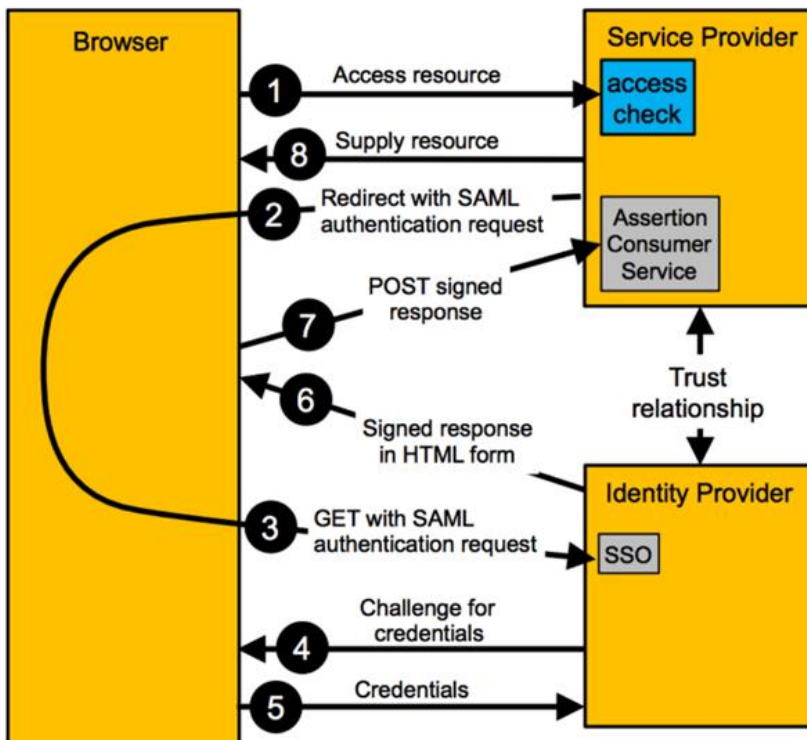 Browser
Service Provider
1
Access resource
access
check
8
Supply resource
2
Redirect with SAML
authentication request
Assertion
Consumer
Service
7
POST signed
response
6
Signed response
in HTML form
Trust
relationship
Identity Provider
3
GET with SAML
authentication request
SSO
4
Challenge for
credentials
5
Credentials